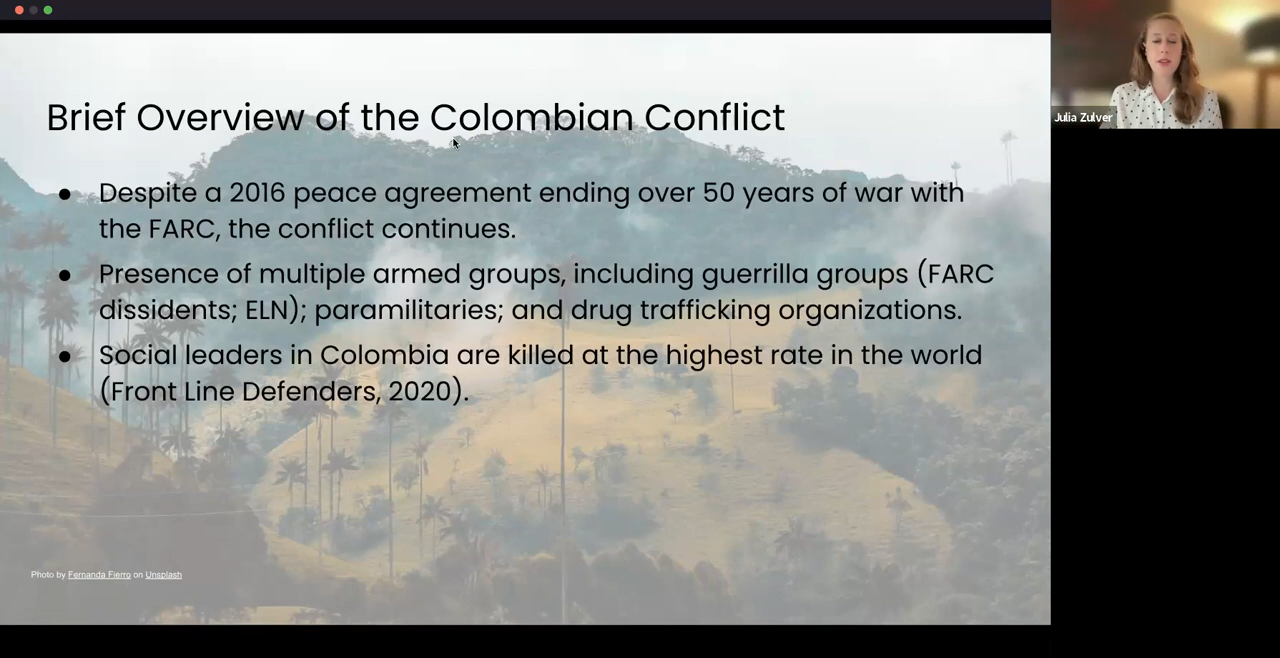 Brief Overview of the Colombian Conflict
● Despite a 2016 peace agreement ending over 50 years of war with
the FARC, the conflict continues.
● Presence of multiple armed groups, including guerrilla groups (FARC
dissidents; ELN); paramilitaries; and drug trafficking organizations.
● Social leaders in Colombia are killed at the highest rate in the world
(Front Line Defenders, 2020).
Photo by Fernanda Fierro on Unsplash
Julia Zulver